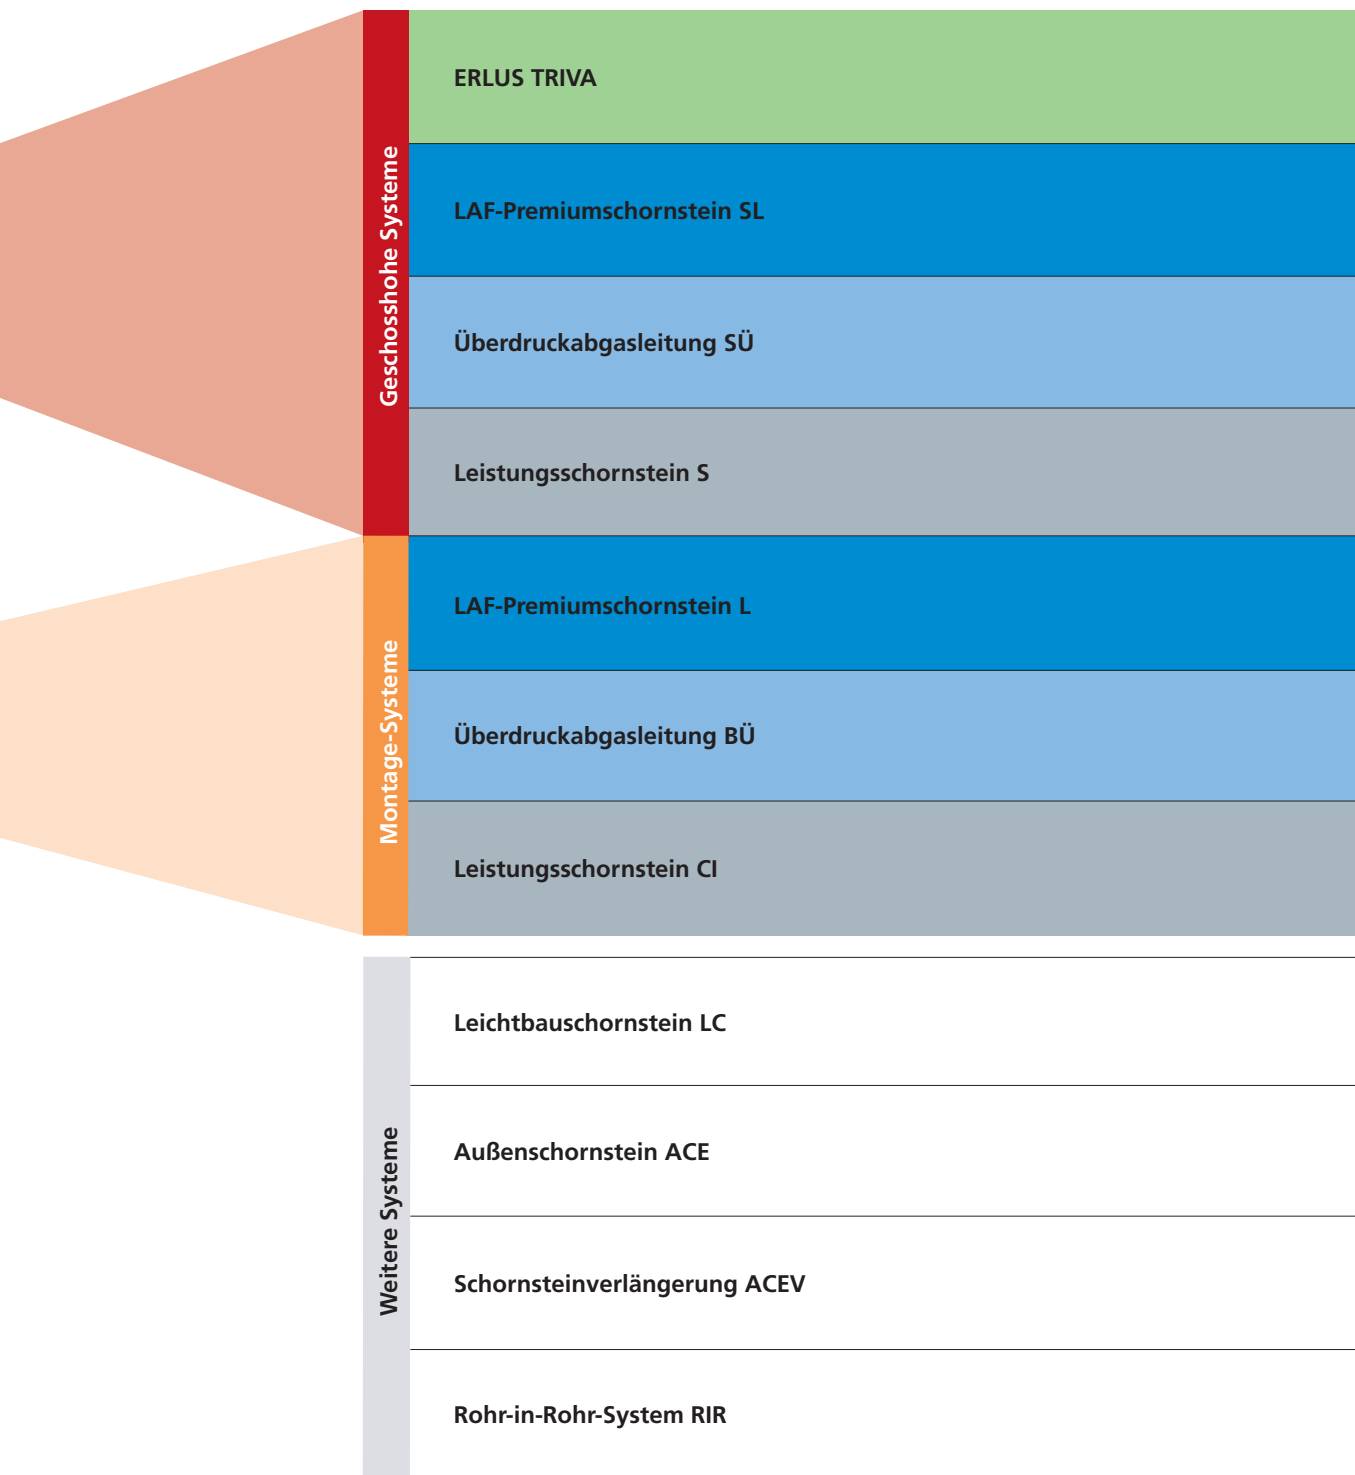 Geschosshohe Systeme
ERLUS TRIVA
LAF-Premiumschornstein SL
Überdruckabgasleitung SÜ
Leistungsschornstein S
Montage-Systeme
LAF-Premiumschornstein L
Überdruckabgasleitung BÜ
Leistungsschornstein CI
Weitere Systeme
Leichtbauschornstein LC
Außenschornstein ACE
Schornsteinverlängerung ACEV
Rohr-in-Rohr-System RIR